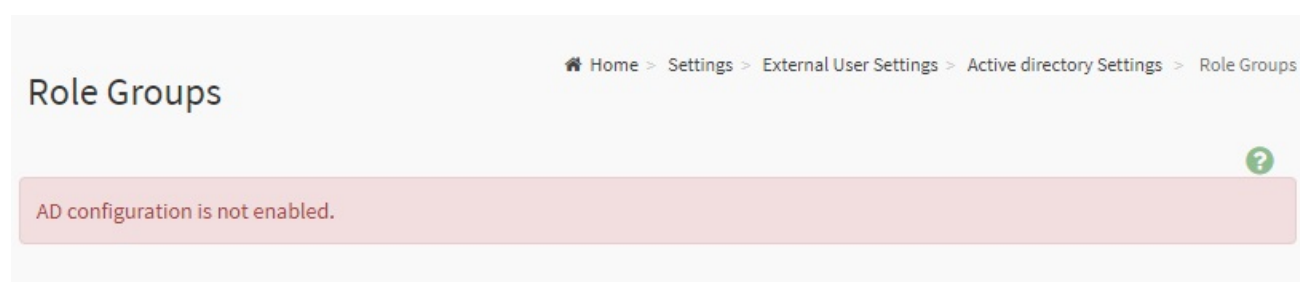 Home > Settings > External User Settings > Active directory Settings > Role Groups
Role Groups
?
AD configuration is not enabled.